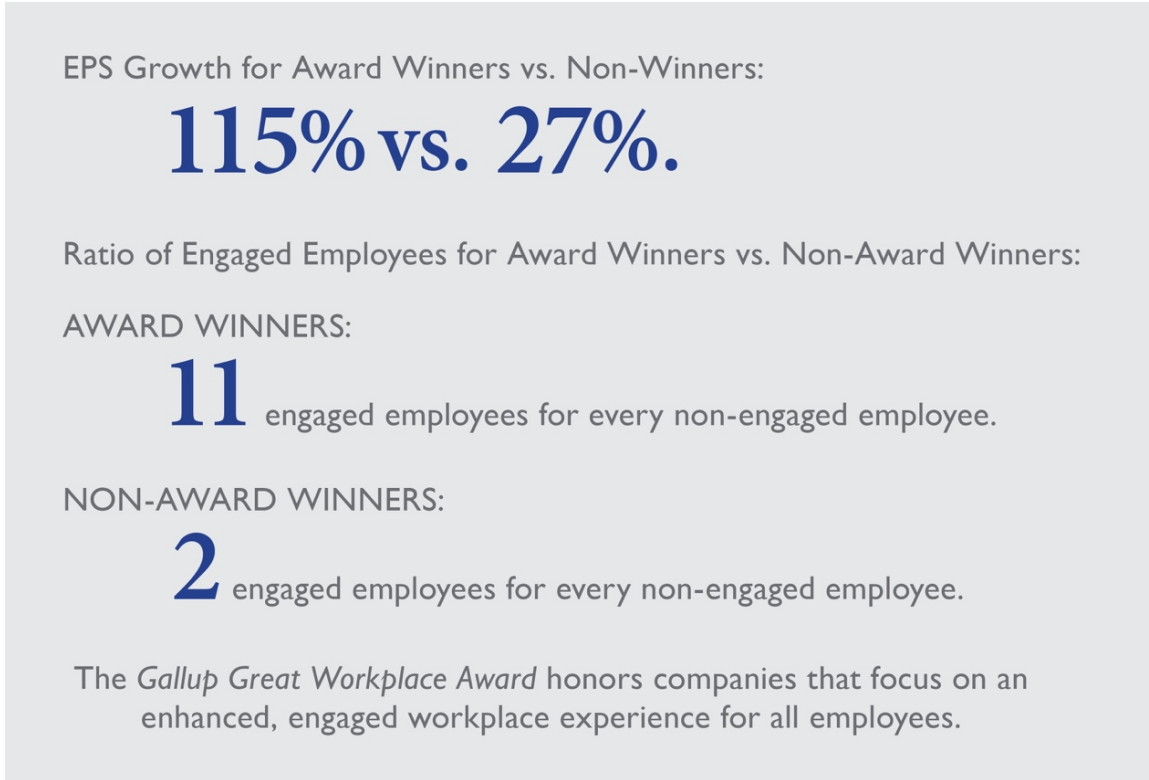 EPS Growth for Award Winners vs. Non-Winners:
115% vs. 27%.
Ratio of Engaged Employees for Award Winners vs. Non-Award Winners:
AWARD WINNERS:
11 engaged employees for every non-engaged employee.
NON-AWARD WINNERS:
2 engaged employees for every non-engaged employee.
The Gallup Great Workplace Award honors companies that focus on an
enhanced, engaged workplace experience for all employees.